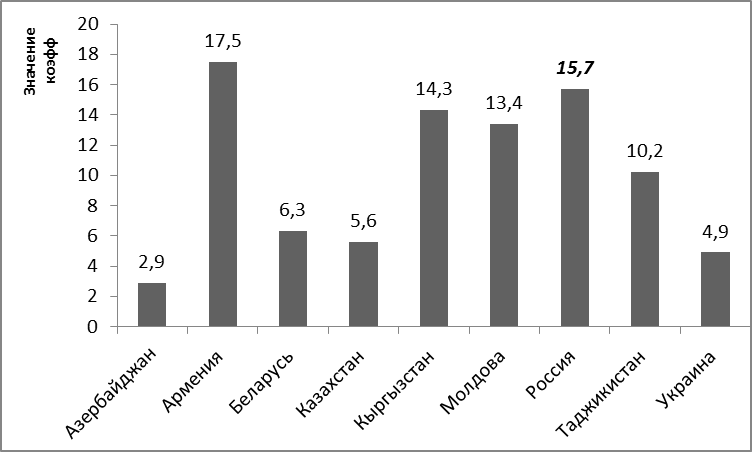 Значение
коэфф
20
18
16
14
12
10
8
6
4
2
0
2,9
17,5
6,3
5,6
14,3
13,4
15,7
10,2
4,9
Азербайджан
Армения
Беларусь
Казахстан
Кыргызстан
Молдова
Россия
Таджикистан
Украина